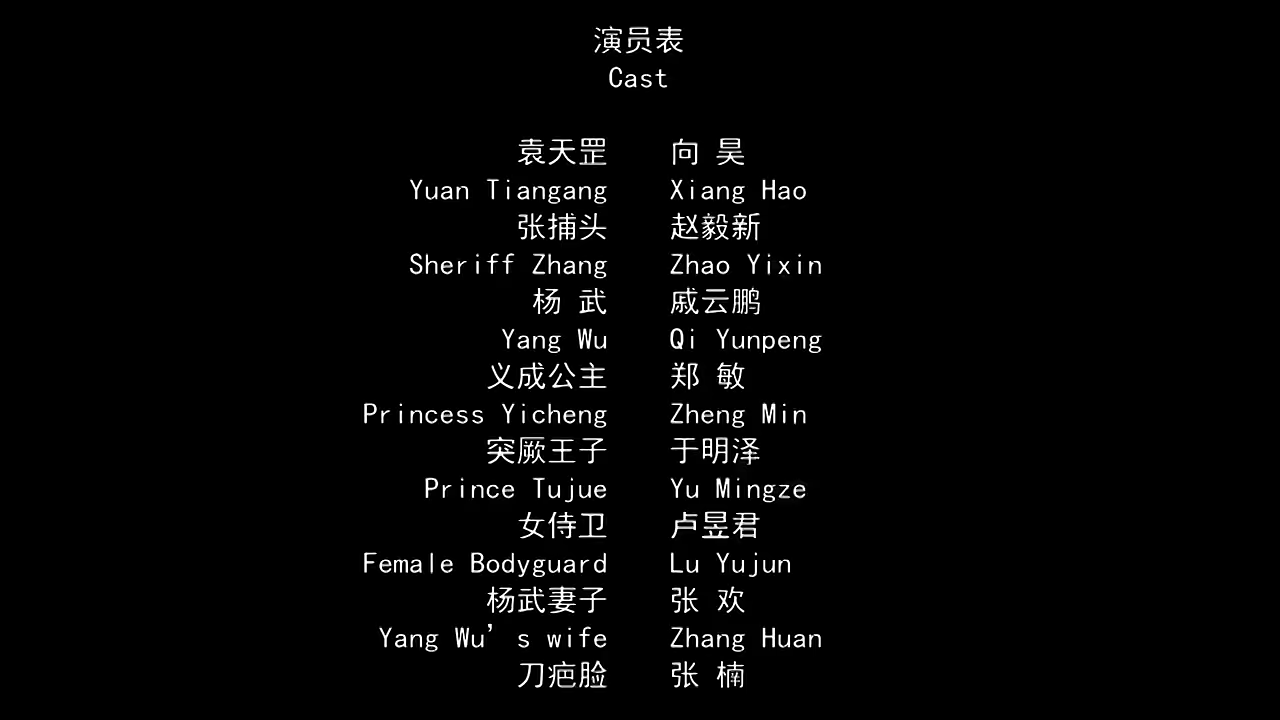 演员表
Cast
袁天罡 向 昊
Yuan Tiangang Xiang Hao
张捕头 赵毅新
Sheriff Zhang Zhao Yixin
杨 武 戚云鹏
Yang Wu Qi Yunpeng
义成公主 郑 敏
Princess Yicheng Zheng Min
突厥王子 于明泽
Prince Tujue Yu Mingze
女侍卫 卢昱君
Female Bodyguard Lu Yujun
杨武妻子 张 欢
Yang Wu's wife Zhang Huan
刀疤脸 张 楠